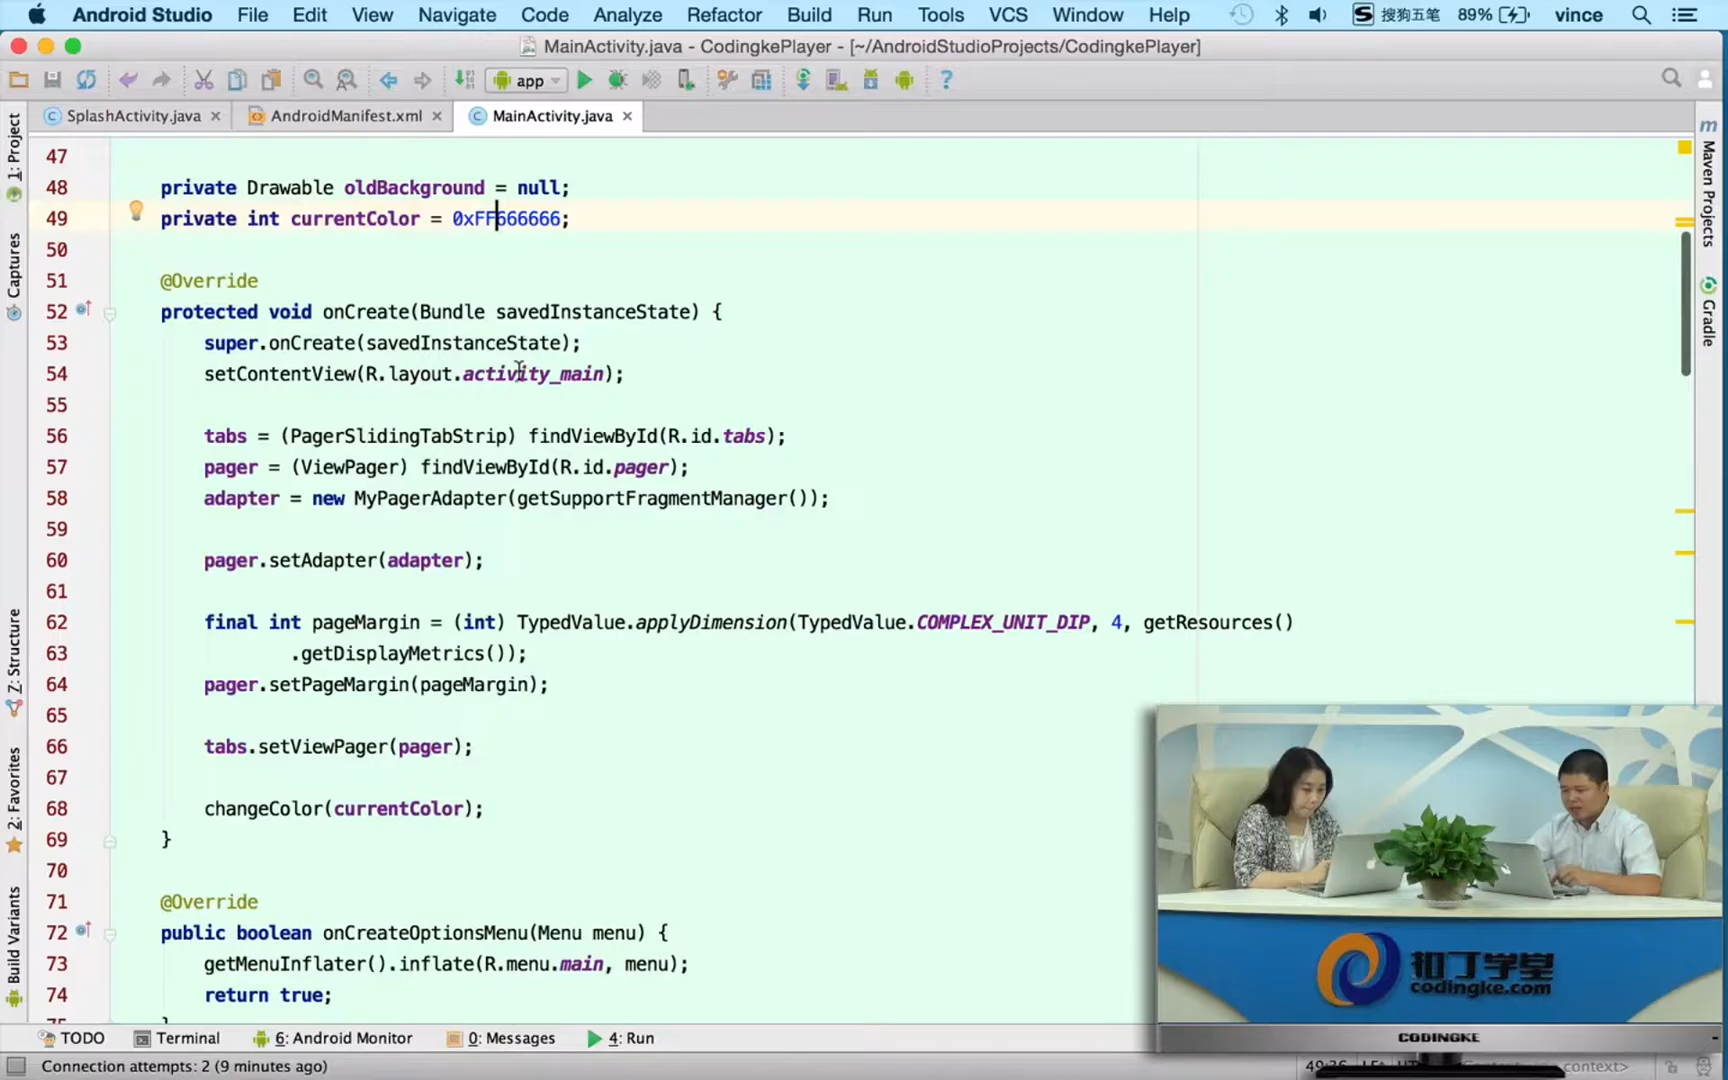 Android Studio File Edit View Navigate Code Analyze Refactor Build Run Tools VCS Window Help 搜狗五笔 89% vince
MainActivity.java - CodingkePlayer - [~/AndroidStudioProjects/CodingkePlayer]
app
SplashActivity.java AndroidManifest.xml MainActivity.java
47
48 private Drawable oldBackground = null;
49 private int currentColor = 0xFF666666;
50
51 @Override
52 protected void onCreate(Bundle savedInstanceState) {
53 super.onCreate(savedInstanceState);
54 setContentView(R.layout.activity_main);
55
56 tabs = (PagerSlidingTabStrip) findViewById(R.id.tabs);
57 pager = (ViewPager) findViewById(R.id.pager);
58 adapter = new MyPagerAdapter(getSupportFragmentManager());
59
60 pager.setAdapter(adapter);
61
62 final int pageMargin = (int) TypedValue.applyDimension(TypedValue.COMPLEX_UNIT_DIP, 4, getResources()
63 .getDisplayMetrics());
64 pager.setPageMargin(pageMargin);
65
66 tabs.setViewPager(pager);
67
68 changeColor(currentColor);
69 }
70
71 @Override
72 public boolean onCreateOptionsMenu(Menu menu) {
73 getMenuInflater().inflate(R.menu.main, menu);
74 return true;
1: Project
Captures
Z: Structure
2: Favorites
Build Variants
Maven Projects
Gradle
扣丁学堂
codingke.com
CODINGKE
TODO Terminal 6: Android Monitor 0: Messages 4: Run
Connection attempts: 2 (9 minutes ago)
context>